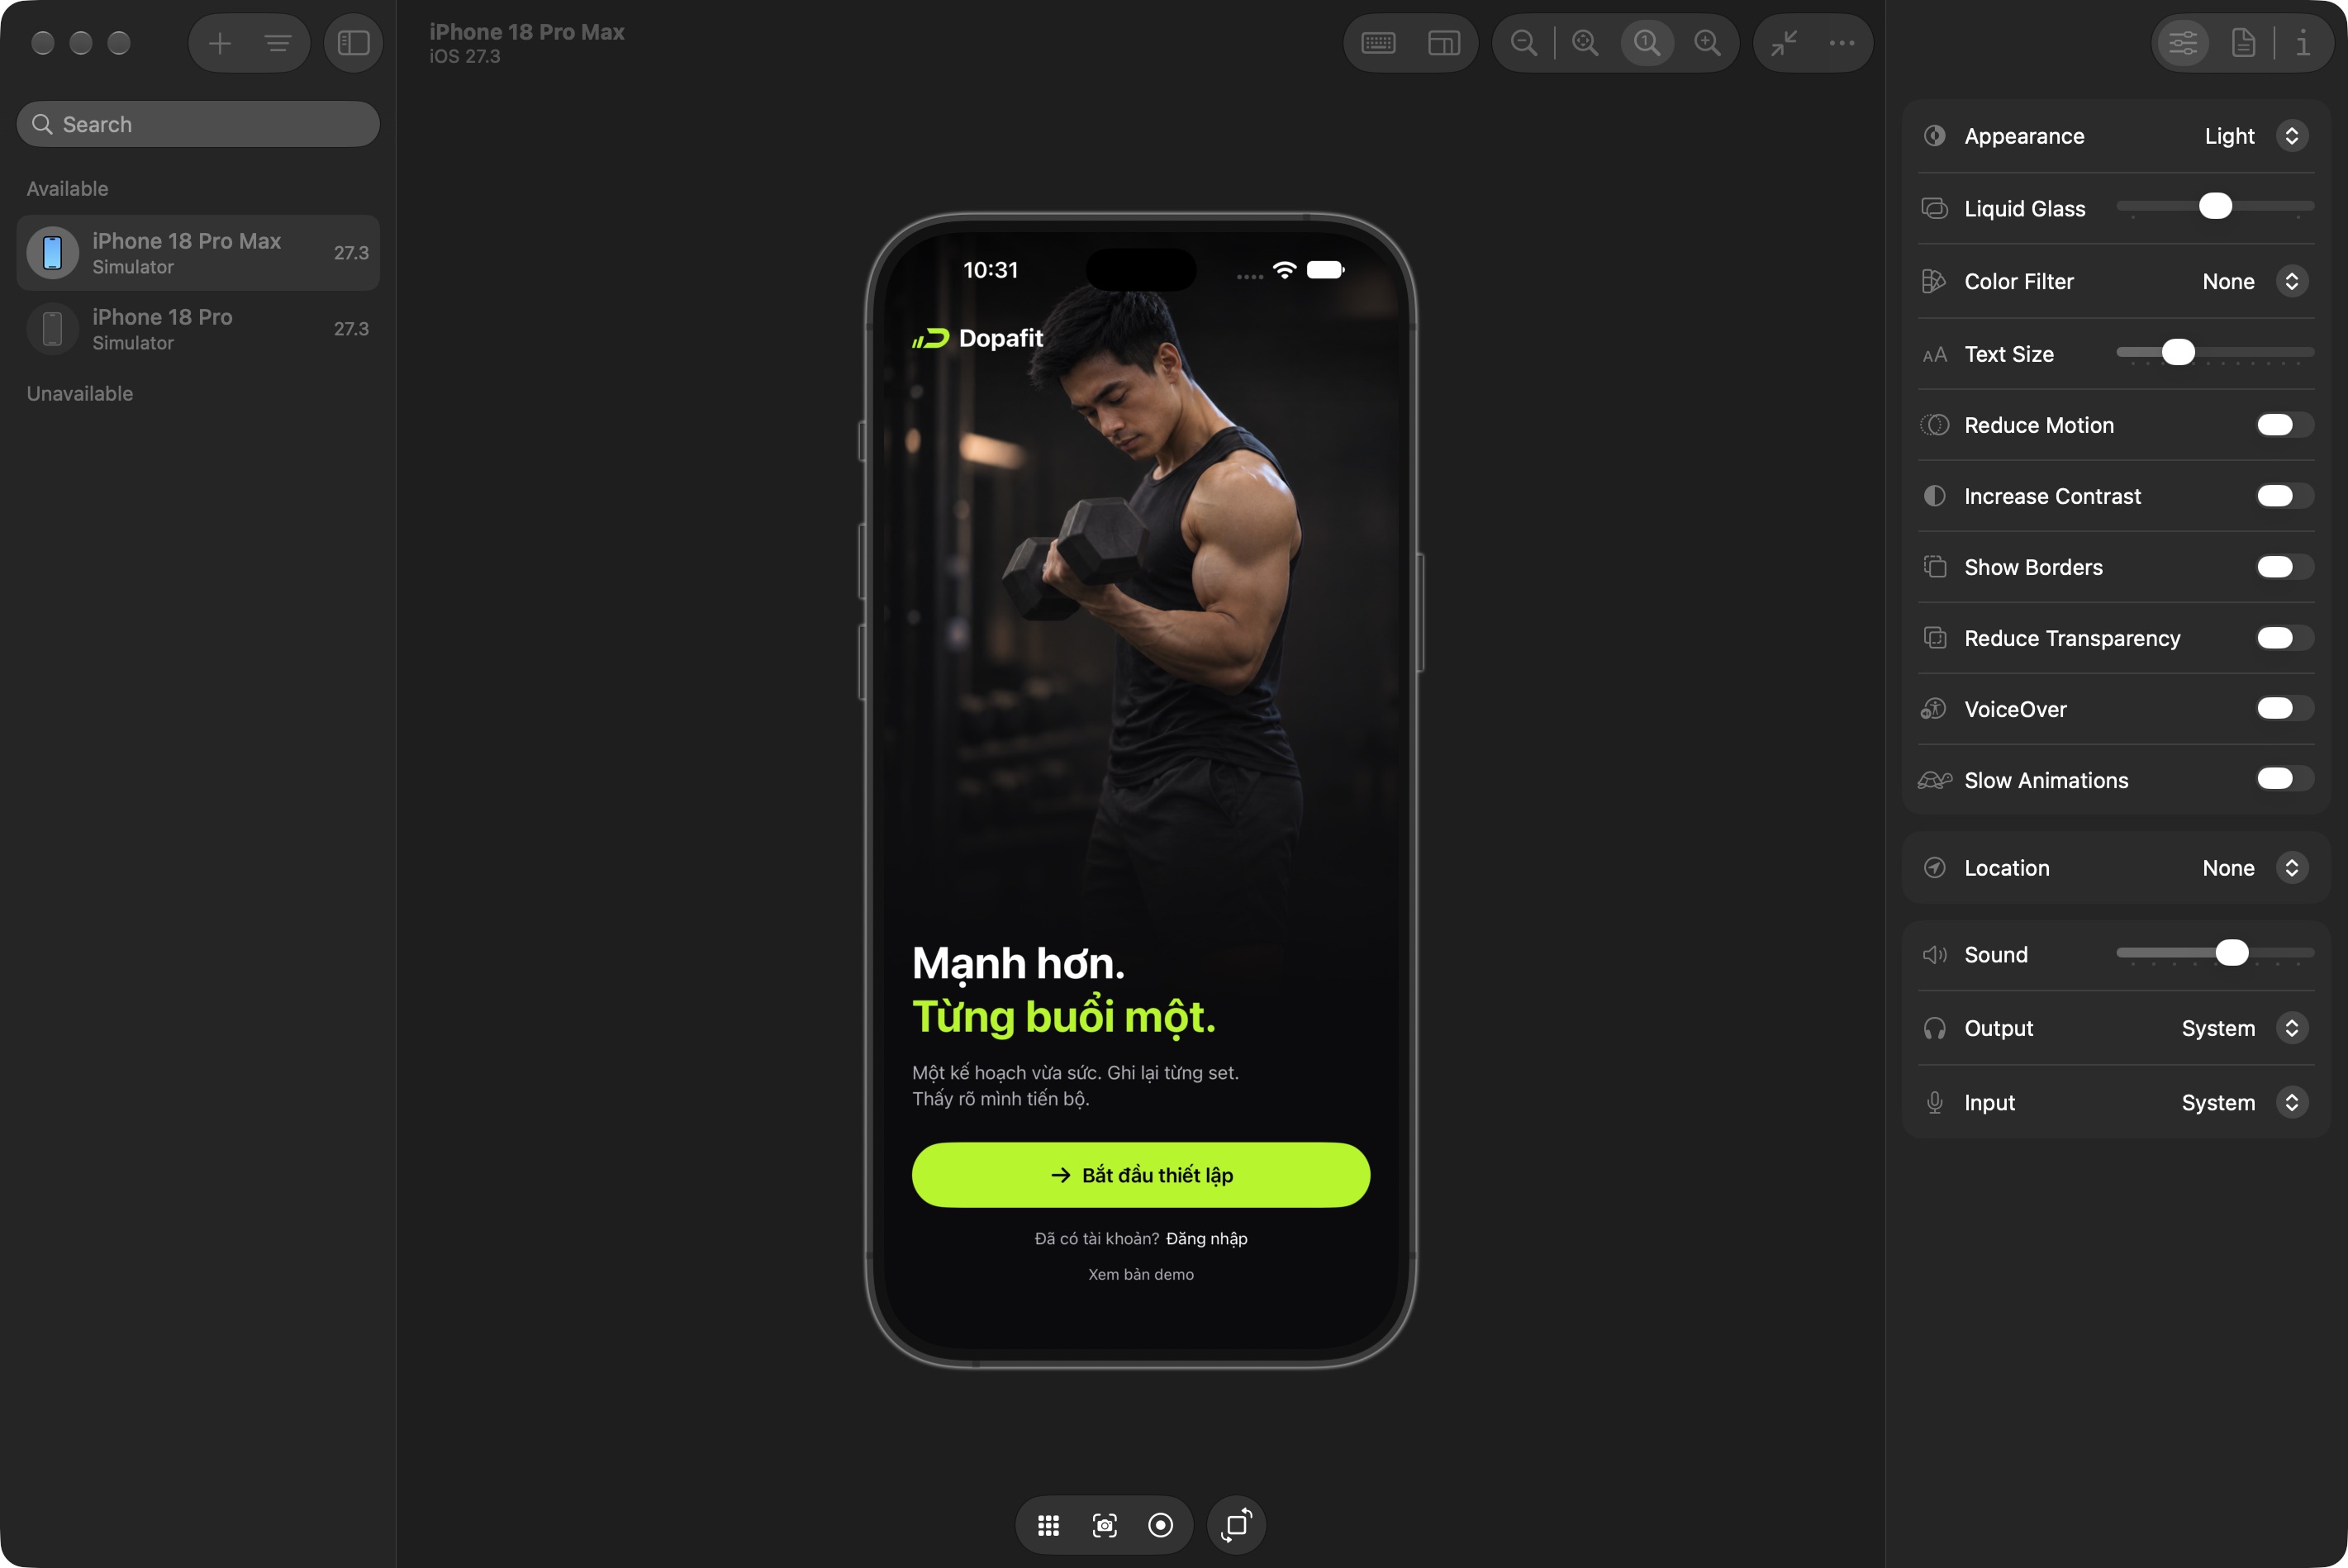 iPhone 18 Pro Max
iOS 27.3
Search
Available
iPhone 18 Pro Max
Simulator
27.3
iPhone 18 Pro
Simulator
27.3
Unavailable
10:31
Dopafit
Mạnh hơn.
Từng buổi một.
Một kế hoạch vừa sức. Ghi lại từng set.
Thấy rõ mình tiến bộ.
→ Bắt đầu thiết lập
Đã có tài khoản? Đăng nhập
Xem bản demo
Appearance Light
Liquid Glass
Color Filter None
Text Size
Reduce Motion
Increase Contrast
Show Borders
Reduce Transparency
VoiceOver
Slow Animations
Location None
Sound
Output System
Input System